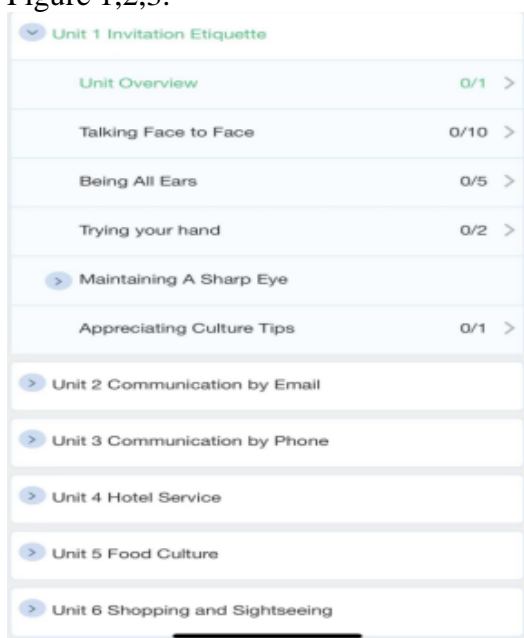 Figure 1,2,3:
Unit 1 Invitation Etiquette
Unit Overview 0/1 >
Talking Face to Face 0/10 >
Being All Ears 0/5 >
Trying your hand 0/2 >
> Maintaining A Sharp Eye
Appreciating Culture Tips 0/1 >
> Unit 2 Communication by Email
> Unit 3 Communication by Phone
> Unit 4 Hotel Service
> Unit 5 Food Culture
> Unit 6 Shopping and Sightseeing